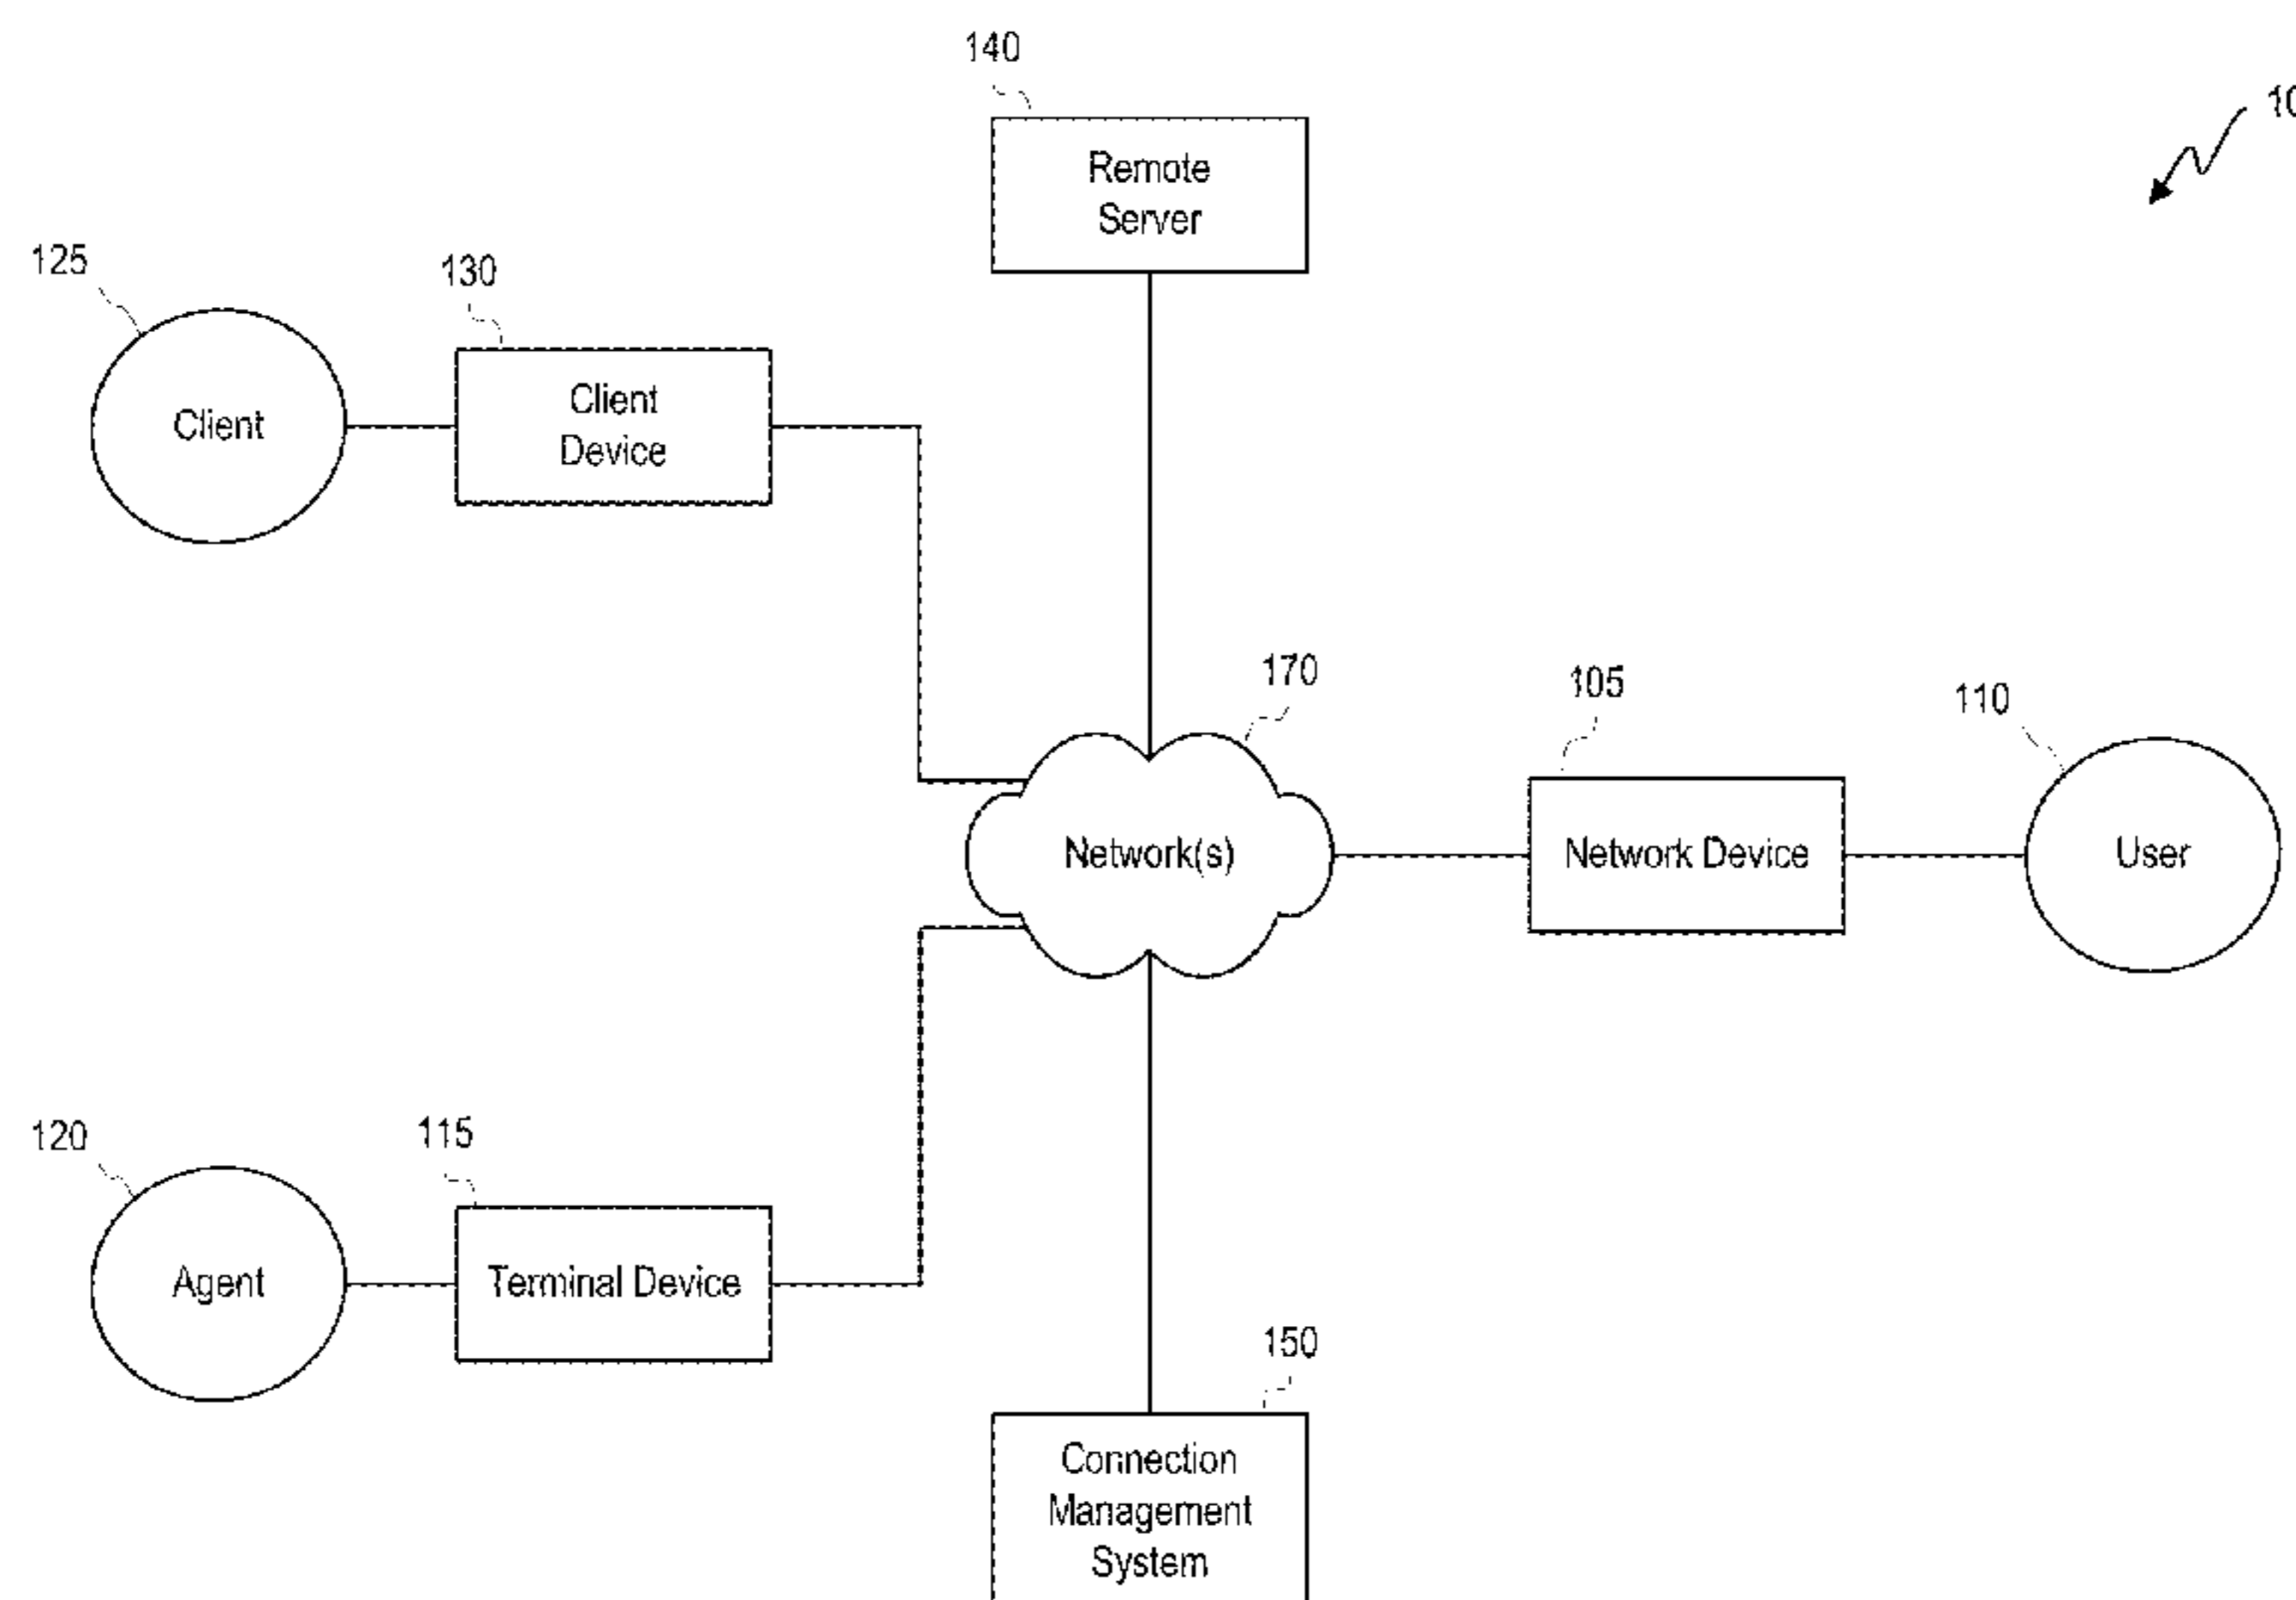 140
10
Remote
Server
125
130
Client
Client
Device
170
105
110
Network(s)
Network Device
User
120
115
Agent
Terminal Device
150
Connection
Management
System